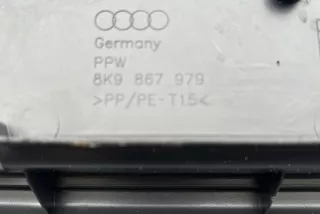 Germany
PPW
8K9 867 979
>PP/PE-T15<